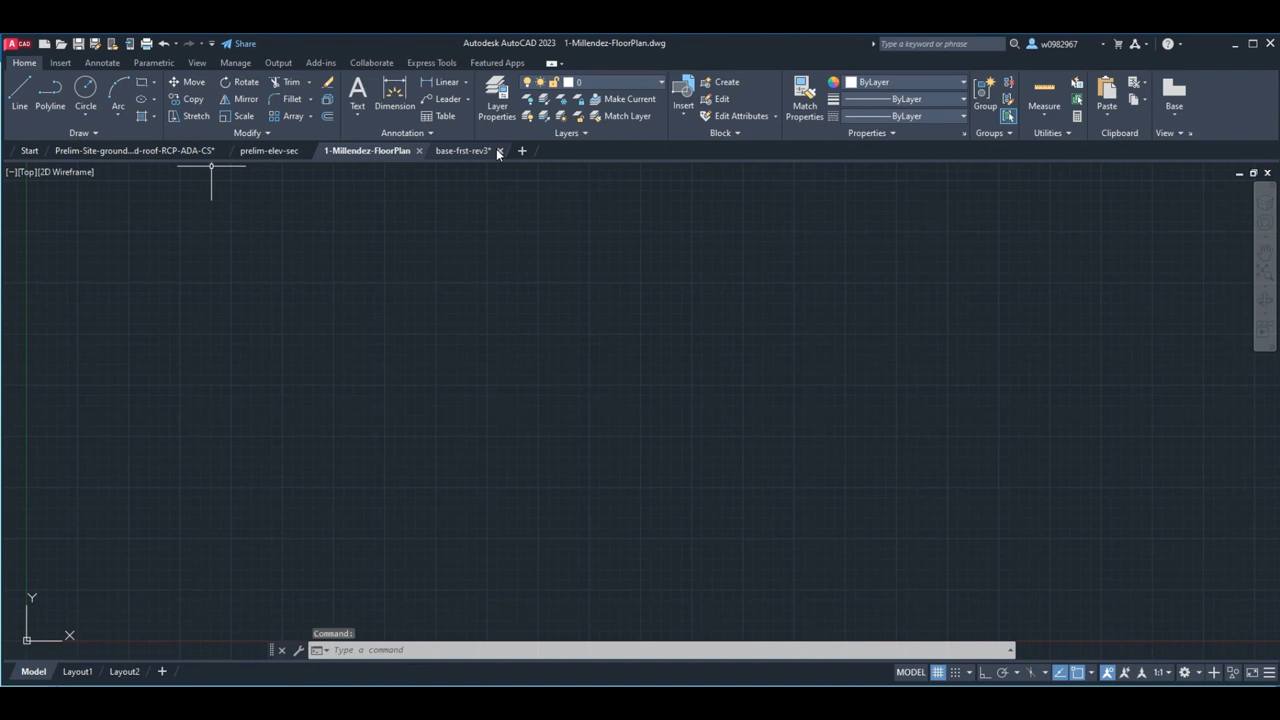 CAD
Share
Autodesk AutoCAD 2023 1-Millendez-FloorPlan.dwg
Type a keyword or phrase
w0982967
Home Insert Annotate Parametric View Manage Output Add-ins Collaborate Express Tools Featured Apps
Line Polyline Circle Arc
Move Rotate Trim
Copy Mirror Fillet
Stretch Scale Array
Text Dimension
Linear
Leader
Table
Layer Properties
0
Make Current
Match Layer
Insert
Create
Edit
Edit Attributes
Match Properties
ByLayer
ByLayer
ByLayer
Group
Measure
Paste
Base
Draw Modify Annotation Layers Block Properties Groups Utilities Clipboard View
Start Prelim-Site-ground...d-roof-RCP-ADA-CS* prelim-elev-sec 1-Millendez-FloorPlan base-frst-rev3*
[−][Top][2D Wireframe]
Y
X
Command:
Type a command
Model Layout1 Layout2
MODEL 1:1